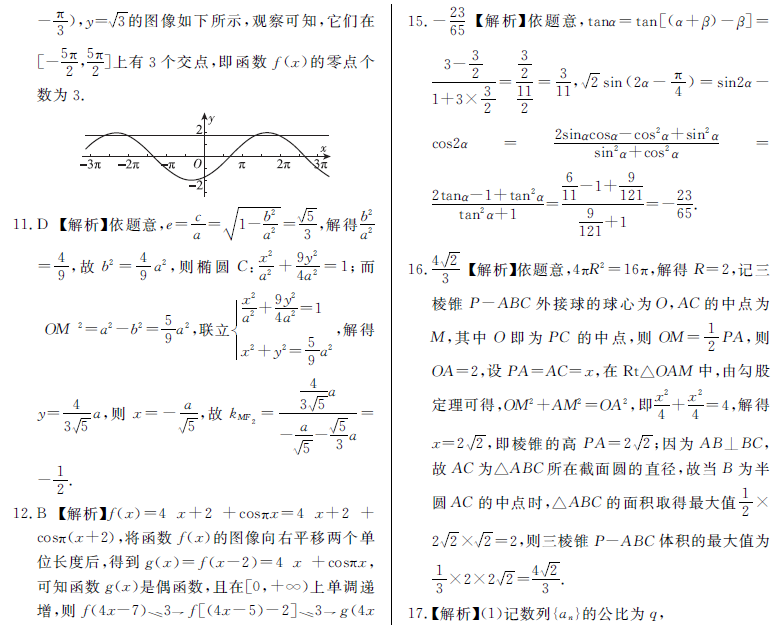 −π/3), y=√3的图像如下所示,观察可知,它们在
[−5π/2, 5π/2]上有 3 个交点,即函数 f(x)的零点个
数为 3.
y
2
x
−3π −2π −π O π 2π 3π
−2
11. D 【解析】依题意, e=c/a=√(1−b²/a²)=√5/3,解得b²/a²
=4/9,故 b²=4/9 a²,则椭圆 C: x²/a²+9y²/4a²=1;而
OM ²=a²−b²=5/9 a²,联立{x²/a²+9y²/4a²=1, x²+y²=5/9 a²,解得
y=4/(3√5) a,则 x=−a/√5,故 k_MF₂=(4/(3√5) a)/(−a/√5−√5/3 a)=
−1/2.
12. B 【解析】f(x)=4 x+2 +cosπx=4 x+2 +
cosπ(x+2),将函数 f(x)的图像向右平移两个单
位长度后,得到 g(x)=f(x−2)=4 x +cosπx,
可知函数 g(x)是偶函数,且在[0,+∞)上单调递
增,则 f(4x−7)⩽3→f[(4x−5)−2]⩽3→g(4x
15. −23/65 【解析】依题意, tanα=tan[(α+β)−β]=
(3−3/2)/(1+3×3/2)=(3/2)/(11/2)=3/11, √2 sin(2α−π/4)=sin2α−
cos2α = (2sinαcosα−cos²α+sin²α)/(sin²α+cos²α) =
(2tanα−1+tan²α)/(tan²α+1)=(6/11−1+9/121)/(9/121+1)=−23/65.
16. 4√2/3 【解析】依题意, 4πR²=16π,解得 R=2,记三
棱锥 P−ABC 外接球的球心为 O, AC 的中点为
M,其中 O 即为 PC 的中点,则 OM=1/2 PA,则
OA=2,设 PA=AC=x,在 Rt△OAM 中,由勾股
定理可得, OM²+AM²=OA²,即x²/4+x²/4=4,解得
x=2√2,即棱锥的高 PA=2√2;因为 AB⊥BC,
故 AC 为△ABC 所在截面圆的直径,故当 B 为半
圆 AC 的中点时,△ABC 的面积取得最大值1/2×
2√2×√2=2,则三棱锥 P−ABC 体积的最大值为
1/3×2×2√2=4√2/3.
17.【解析】(1)记数列{aₙ}的公比为 q,